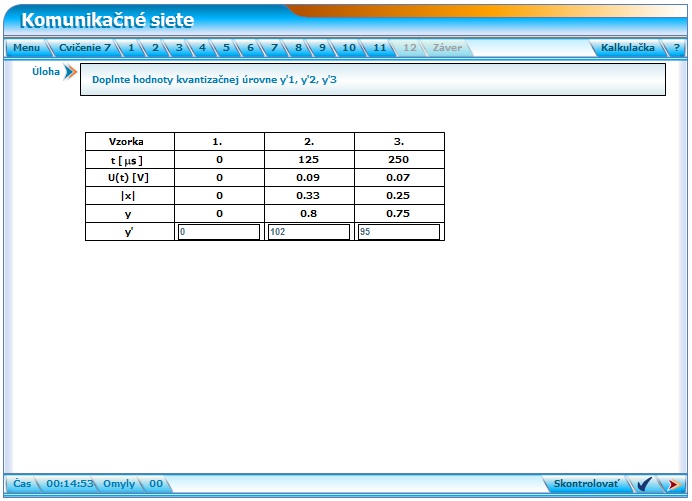 Komunikačné siete
Menu Cvičenie 7 1 2 3 4 5 6 7 8 9 10 11 12 Záver Kalkulačka ?
Úloha Doplnte hodnoty kvantizačnej úrovne y'1, y'2, y'3
Vzorka 1. 2. 3.
t [ μs ] 0 125 250
U(t) [V] 0 0.09 0.07
|x| 0 0.33 0.25
y 0 0.8 0.75
y' 0 102 95
Čas 00:14:53 Omyly 00 Skontrolovať